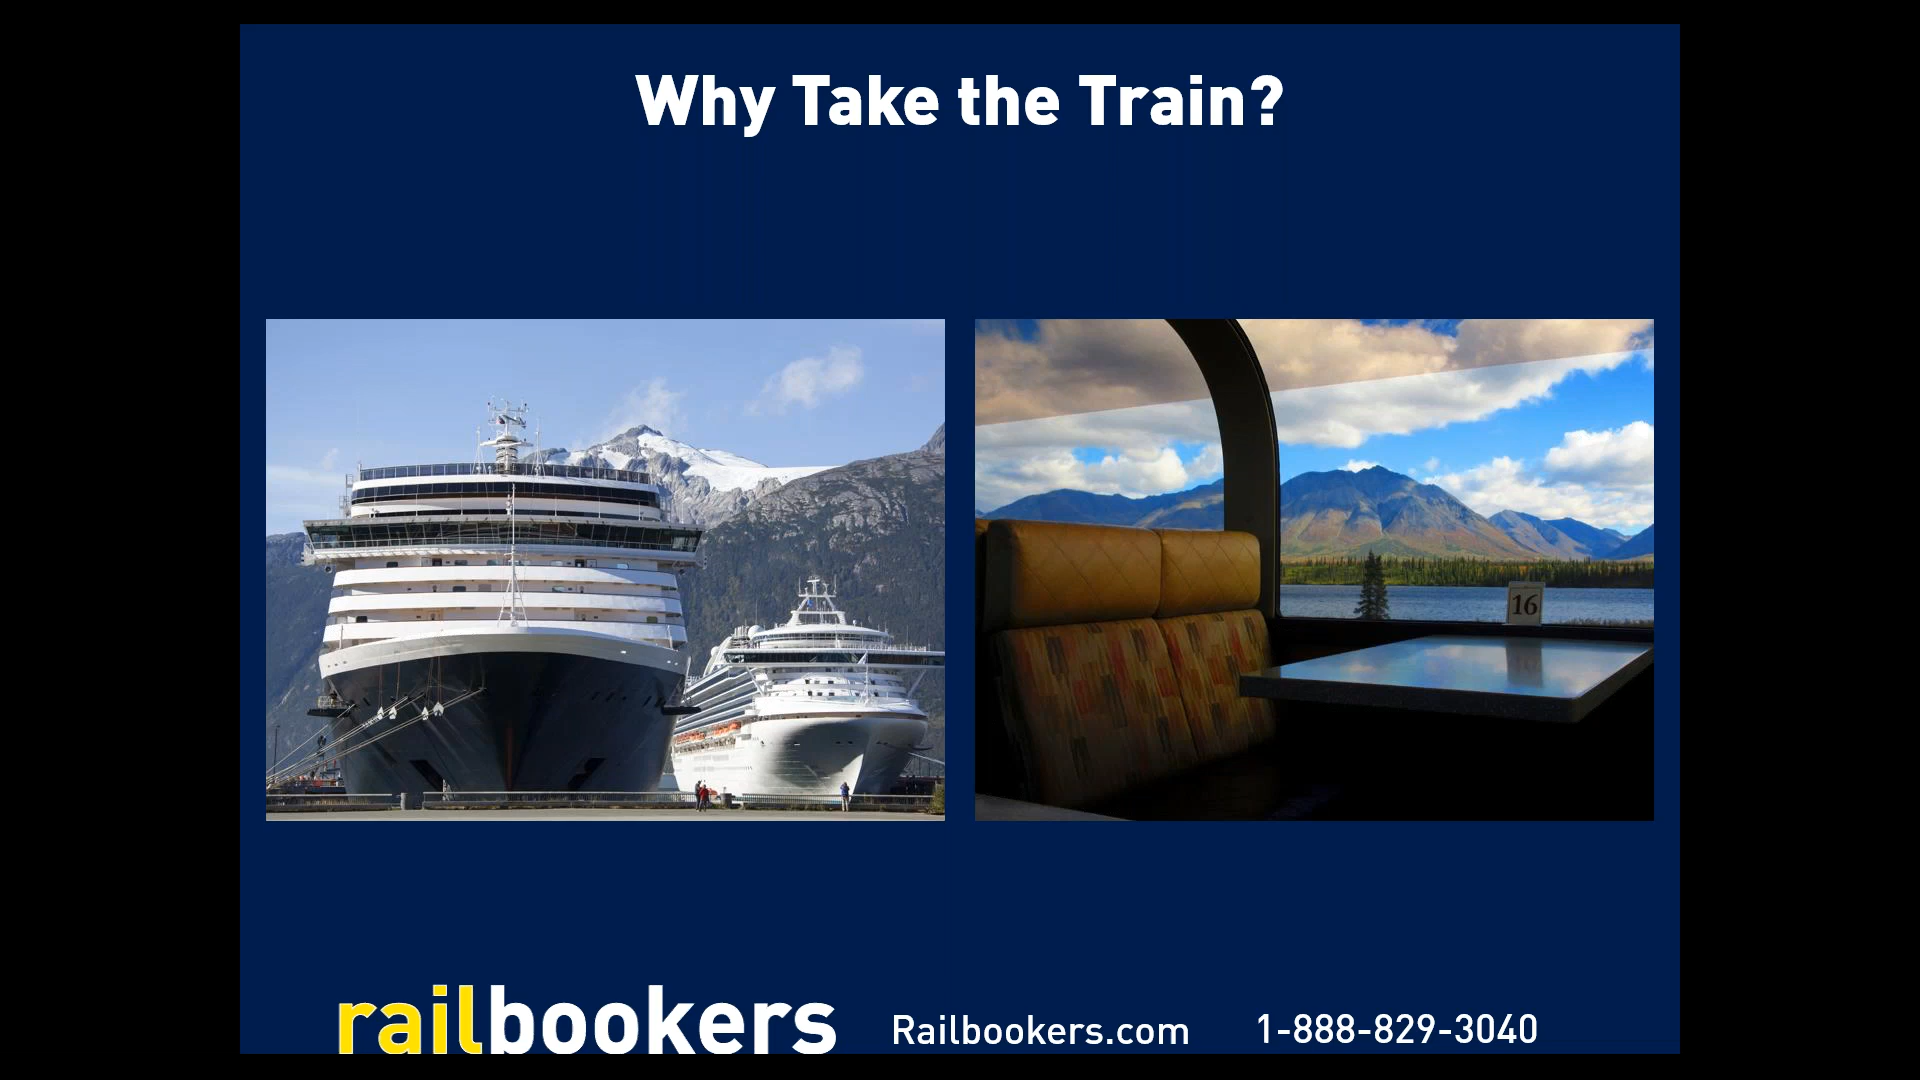 Why Take the Train?
16
railbookers
Railbookers.com
1-888-829-3040